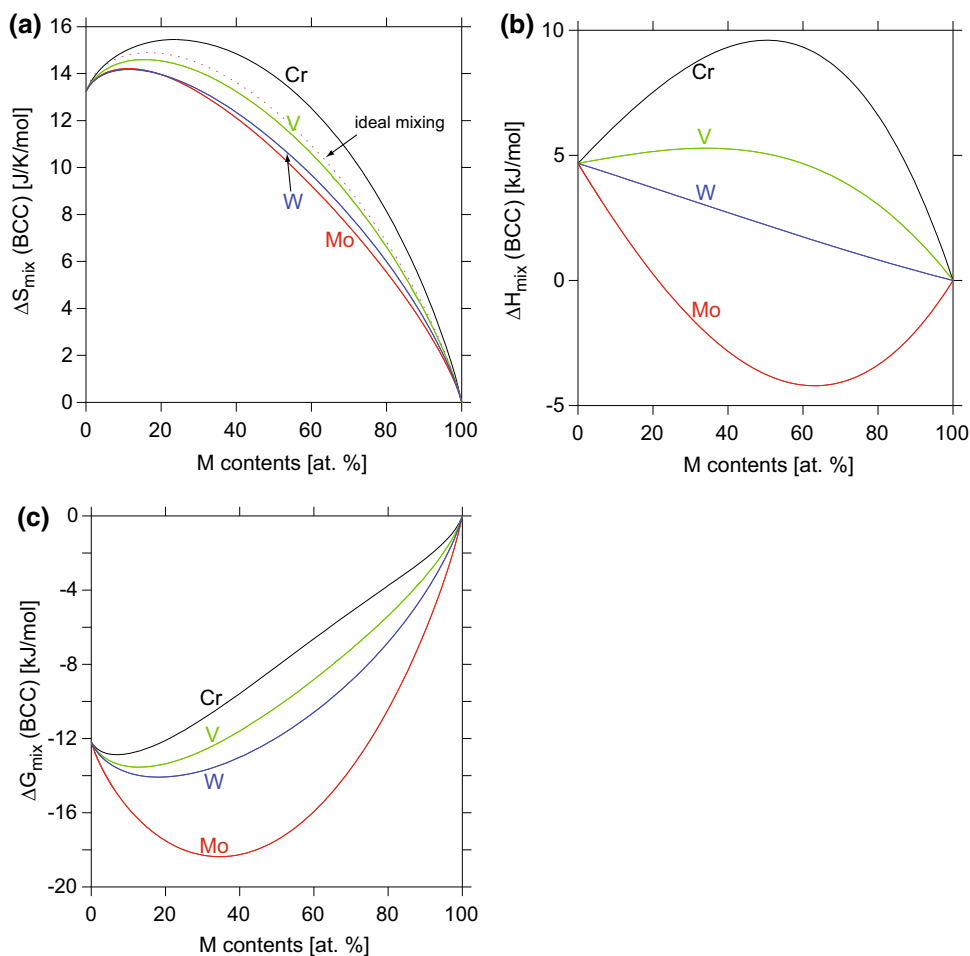 (a)
ΔS_mix (BCC) [J/K/mol]
16
14
12
10
8
6
4
2
0
Cr
V
ideal mixing
W
Mo
0 20 40 60 80 100
M contents [at. %]
(b)
ΔH_mix (BCC) [kJ/mol]
10
5
0
-5
Cr
V
W
Mo
0 20 40 60 80 100
M contents [at. %]
(c)
ΔG_mix (BCC) [kJ/mol]
0
-4
-8
-12
-16
-20
Cr
V
W
Mo
0 20 40 60 80 100
M contents [at. %]